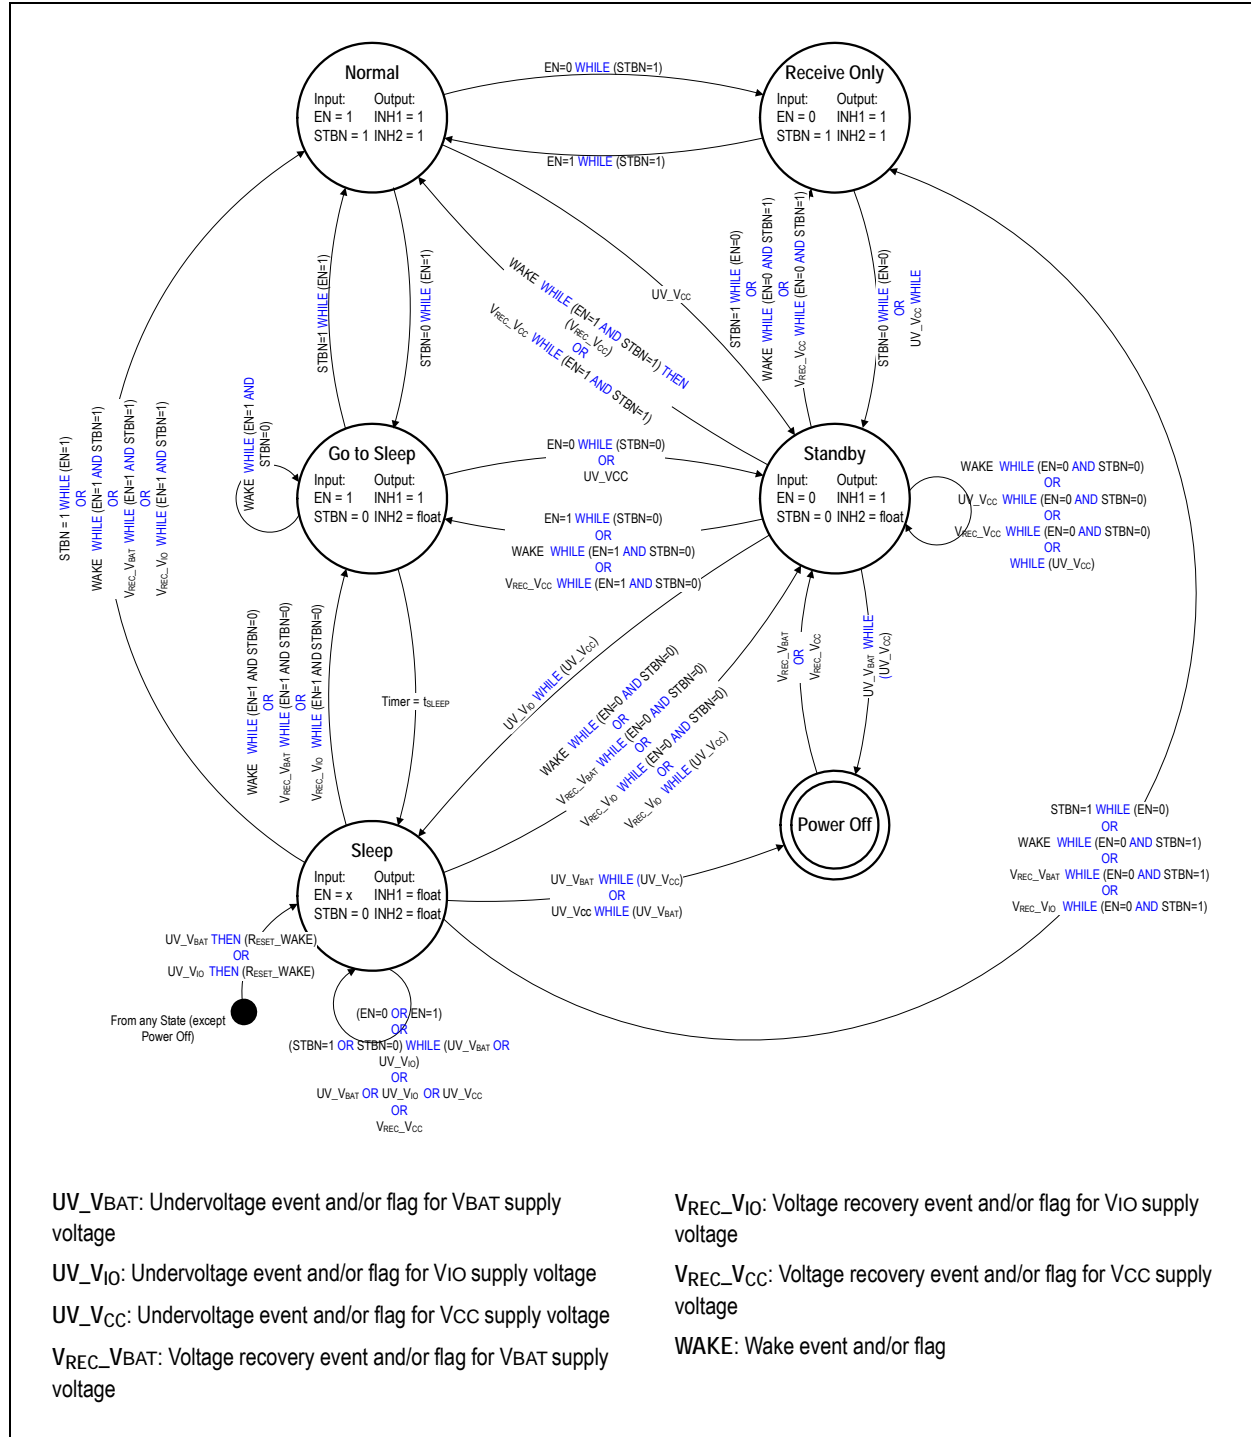 Normal
Input: Output:
EN = 1 INH1 = 1
STBN = 1 INH2 = 1
EN=0 WHILE (STBN=1)
Receive Only
Input: Output:
EN = 0 INH1 = 1
STBN = 1 INH2 = 1
EN=1 WHILE (STBN=1)
STBN = 1 WHILE (EN=1)
OR
WAKE WHILE (EN=1 AND STBN=1)
OR
VREC_VBAT WHILE (EN=1 AND STBN=1)
OR
VREC_VIO WHILE (EN=1 AND STBN=1)
STBN=1 WHILE (EN=1)
STBN=0 WHILE (EN=1)
WAKE WHILE (EN=1 AND STBN=1) THEN
(VREC_VCC)
OR
VREC_VCC WHILE (EN=1 AND STBN=1)
UV_VCC
STBN=1 WHILE (EN=0)
OR
WAKE WHILE (EN=0 AND STBN=1)
OR
VREC_VCC WHILE (EN=0 AND STBN=1)
STBN=0 WHILE (EN=0)
OR
UV_VCC WHILE
WAKE WHILE (EN=1 AND
STBN=0)
Go to Sleep
Input: Output:
EN = 1 INH1 = 1
STBN = 0 INH2 = float
EN=0 WHILE (STBN=0)
OR
UV_VCC
EN=1 WHILE (STBN=0)
OR
WAKE WHILE (EN=1 AND STBN=0)
OR
VREC_VCC WHILE (EN=1 AND STBN=0)
Standby
Input: Output:
EN = 0 INH1 = 1
STBN = 0 INH2 = float
WAKE WHILE (EN=0 AND STBN=0)
OR
UV_VCC WHILE (EN=0 AND STBN=0)
OR
VREC_VCC WHILE (EN=0 AND STBN=0)
OR
WHILE (UV_VCC)
WAKE WHILE (EN=1 AND STBN=0)
OR
VREC_VBAT WHILE (EN=1 AND STBN=0)
OR
VREC_VIO WHILE (EN=1 AND STBN=0)
Timer = tSLEEP
UV_VIO WHILE (UV_VCC)
WAKE WHILE (EN=0 AND STBN=0)
OR
VREC_VBAT WHILE (EN=0 AND STBN=0)
OR
VREC_VIO WHILE (EN=0 AND STBN=0)
OR
VREC_VIO WHILE (UV_VCC)
VREC_VBAT
OR
VREC_VCC
UV_VBAT WHILE
(UV_VCC)
Power Off
STBN=1 WHILE (EN=0)
OR
WAKE WHILE (EN=0 AND STBN=1)
OR
VREC_VBAT WHILE (EN=0 AND STBN=1)
OR
VREC_VIO WHILE (EN=0 AND STBN=1)
Sleep
Input: Output:
EN = x INH1 = float
STBN = 0 INH2 = float
UV_VBAT WHILE (UV_VCC)
OR
UV_Vcc WHILE (UV_VBAT)
UV_VBAT THEN (RESET_WAKE)
OR
UV_VIO THEN (RESET_WAKE)
From any State (except
Power Off)
(EN=0 OR EN=1)
OR
(STBN=1 OR STBN=0) WHILE (UV_VBAT OR
UV_VIO)
OR
UV_VBAT OR UV_VIO OR UV_VCC
OR
VREC_VCC
UV_VBAT: Undervoltage event and/or flag for VBAT supply
voltage
UV_VIO: Undervoltage event and/or flag for VIO supply voltage
UV_VCC: Undervoltage event and/or flag for VCC supply voltage
VREC_VBAT: Voltage recovery event and/or flag for VBAT supply
voltage
VREC_VIO: Voltage recovery event and/or flag for VIO supply
voltage
VREC_VCC: Voltage recovery event and/or flag for VCC supply
voltage
WAKE: Wake event and/or flag